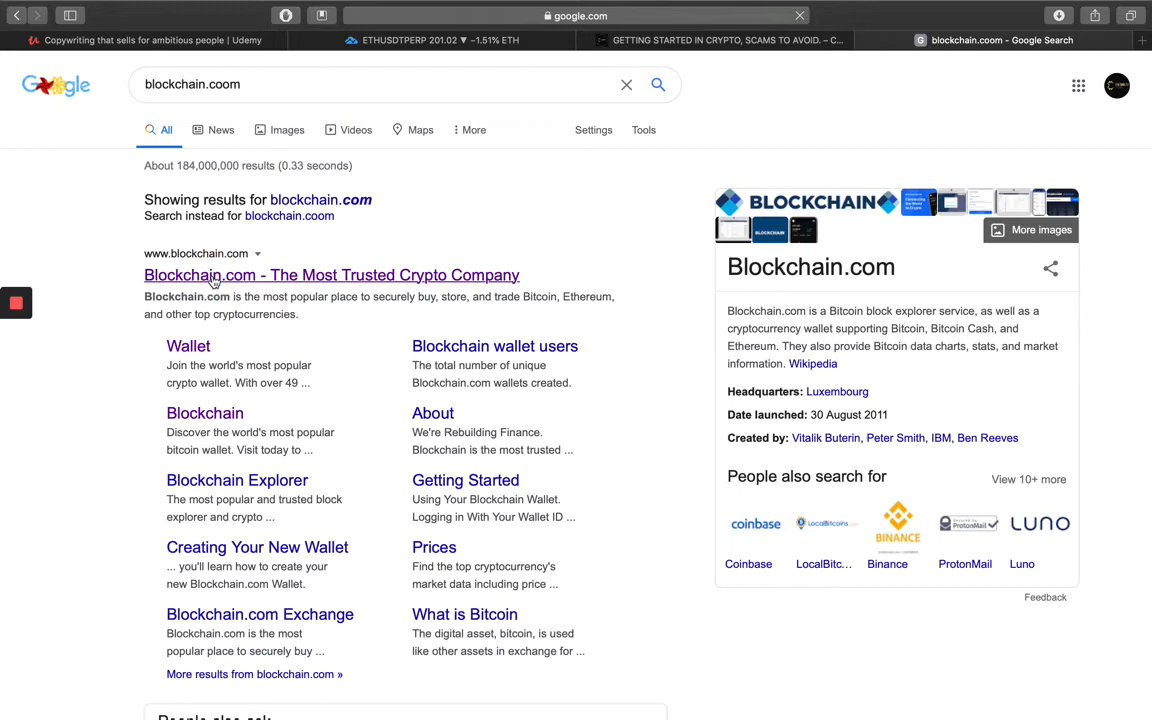 google.com
Copywriting that sells for ambitious people | Udemy
ETHUSDTPERP 201.02 ▼ −1.51% ETH
GETTING STARTED IN CRYPTO, SCAMS TO AVOID. – C...
G blockchain.coom - Google Search
Google
blockchain.coom
All
News
Images
Videos
Maps
More
Settings
Tools
About 184,000,000 results (0.33 seconds)
Showing results for blockchain.com
Search instead for blockchain.coom
www.blockchain.com
Blockchain.com - The Most Trusted Crypto Company
Blockchain.com is the most popular place to securely buy, store, and trade Bitcoin, Ethereum,
and other top cryptocurrencies.
Wallet
Join the world's most popular
crypto wallet. With over 49 ...
Blockchain wallet users
The total number of unique
Blockchain.com wallets created.
Blockchain
Discover the world's most popular
bitcoin wallet. Visit today to ...
About
We're Rebuilding Finance.
Blockchain is the most trusted ...
Blockchain Explorer
The most popular and trusted block
explorer and crypto ...
Getting Started
Using Your Blockchain Wallet.
Logging in With Your Wallet ID ...
Creating Your New Wallet
... you'll learn how to create your
new Blockchain.com Wallet.
Prices
Find the top cryptocurrency's
market data including price ...
Blockchain.com Exchange
Blockchain.com is the most
popular place to securely buy ...
What is Bitcoin
The digital asset, bitcoin, is used
like other assets in exchange for ...
More results from blockchain.com »
People also ask
BLOCKCHAIN
BLOCKCHAIN
More images
Blockchain.com
Blockchain.com is a Bitcoin block explorer service, as well as a
cryptocurrency wallet supporting Bitcoin, Bitcoin Cash, and
Ethereum. They also provide Bitcoin data charts, stats, and market
information. Wikipedia
Headquarters: Luxembourg
Date launched: 30 August 2011
Created by: Vitalik Buterin, Peter Smith, IBM, Ben Reeves
People also search for
View 10+ more
coinbase
LocalBitcoins
BINANCE
ProtonMail
LUNO
Coinbase
LocalBitc...
Binance
ProtonMail
Luno
Feedback